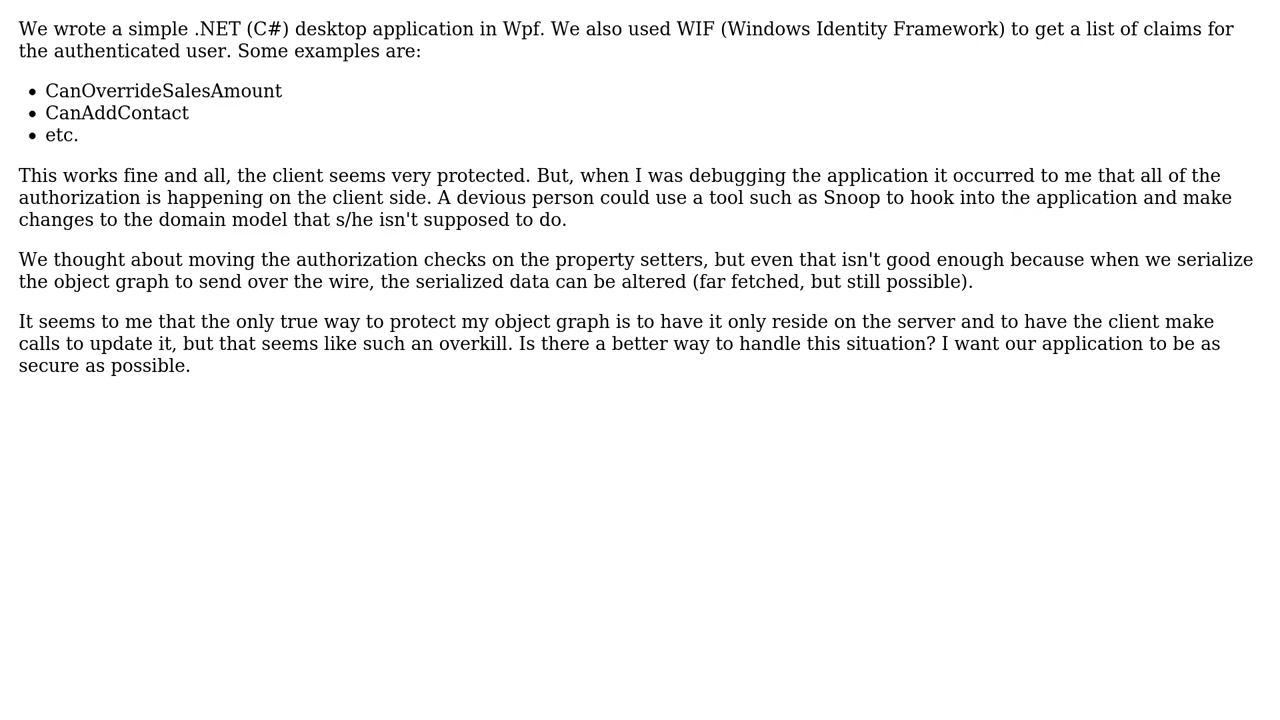 We wrote a simple .NET (C#) desktop application in Wpf. We also used WIF (Windows Identity Framework) to get a list of claims for
the authenticated user. Some examples are:
• CanOverrideSalesAmount
• CanAddContact
• etc.
This works fine and all, the client seems very protected. But, when I was debugging the application it occurred to me that all of the
authorization is happening on the client side. A devious person could use a tool such as Snoop to hook into the application and make
changes to the domain model that s/he isn't supposed to do.
We thought about moving the authorization checks on the property setters, but even that isn't good enough because when we serialize
the object graph to send over the wire, the serialized data can be altered (far fetched, but still possible).
It seems to me that the only true way to protect my object graph is to have it only reside on the server and to have the client make
calls to update it, but that seems like such an overkill. Is there a better way to handle this situation? I want our application to be as
secure as possible.